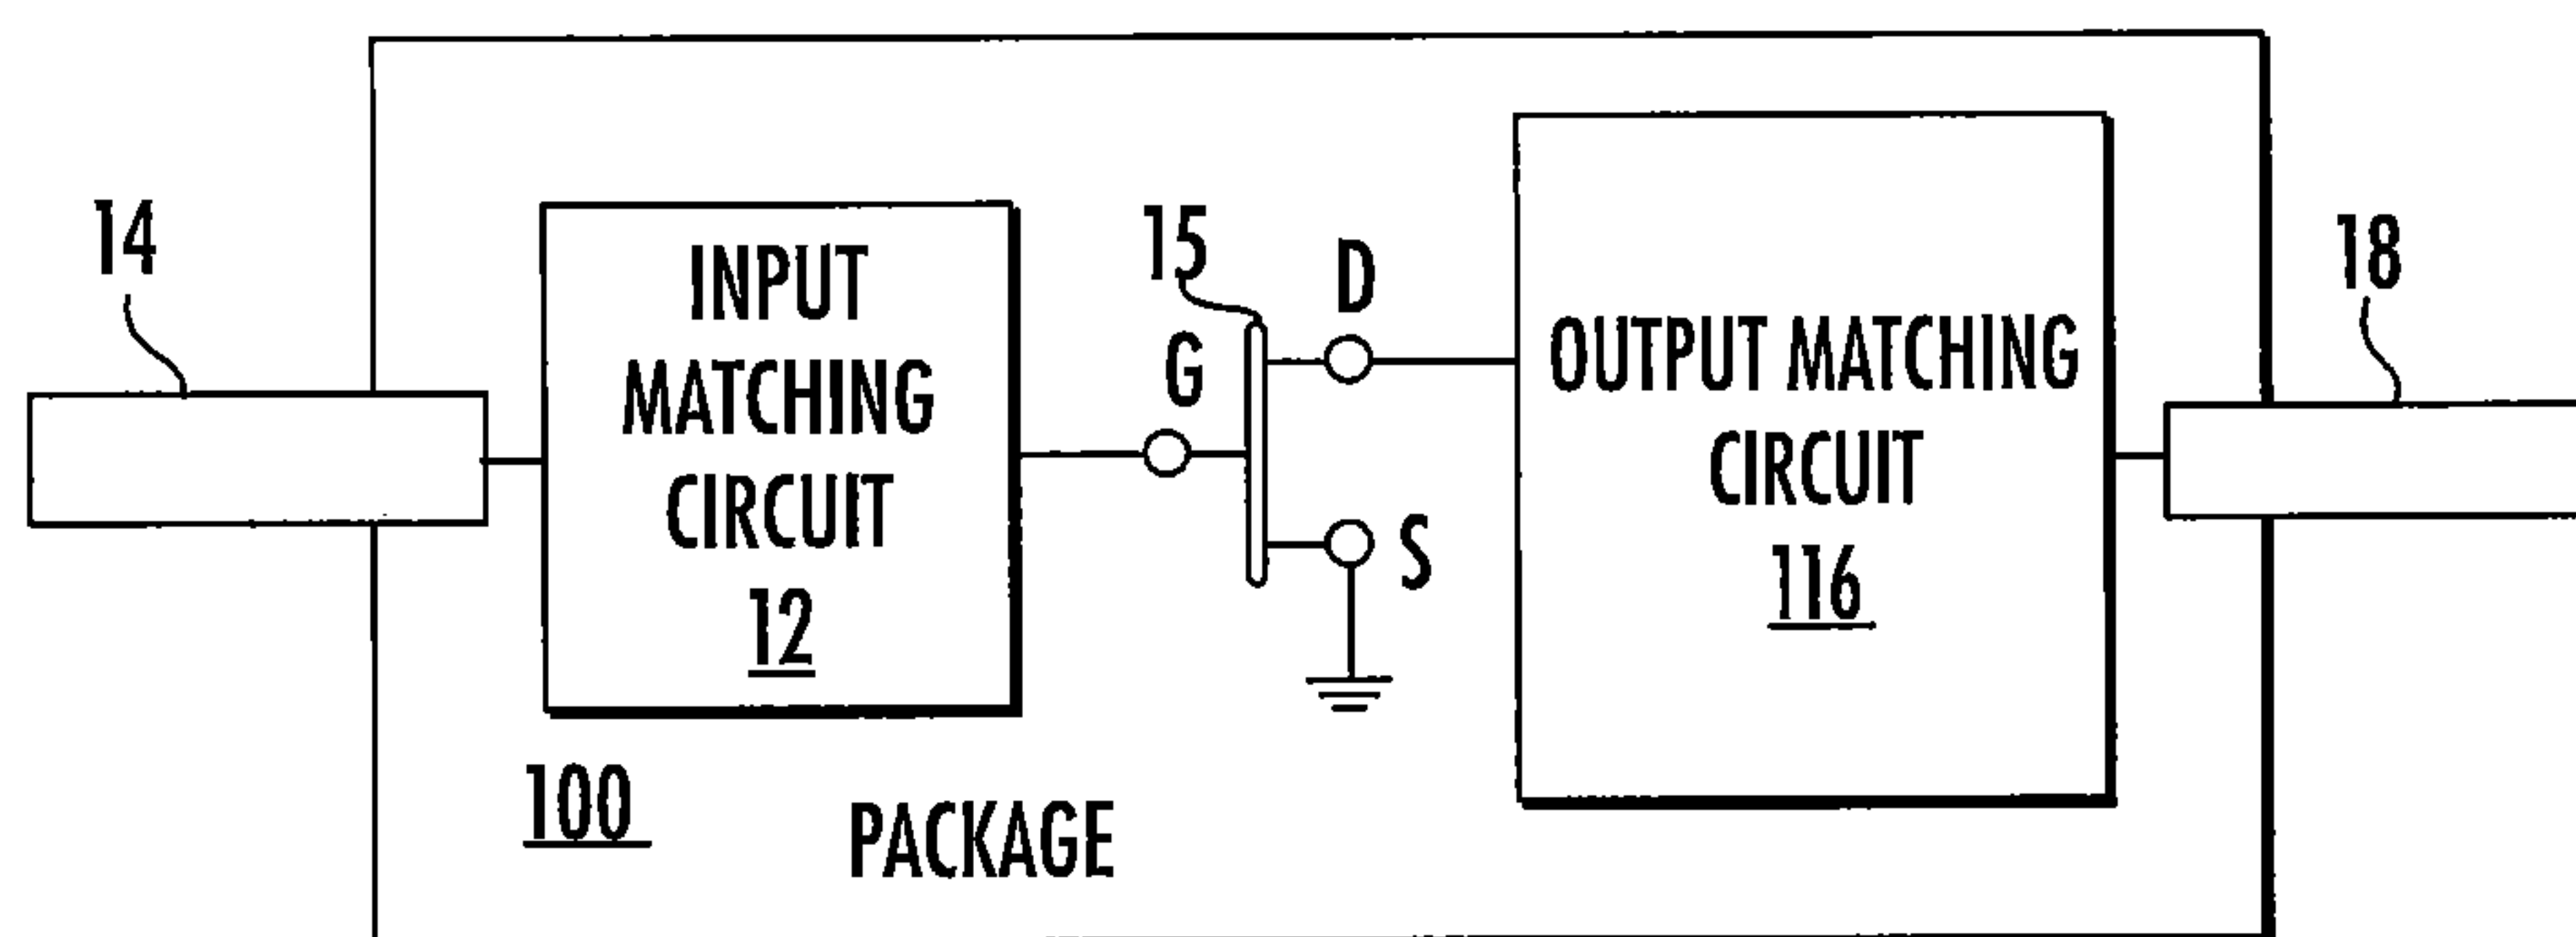 14
INPUT
MATCHING
CIRCUIT
12
15
G
D
S
OUTPUT MATCHING
CIRCUIT
116
18
100
PACKAGE